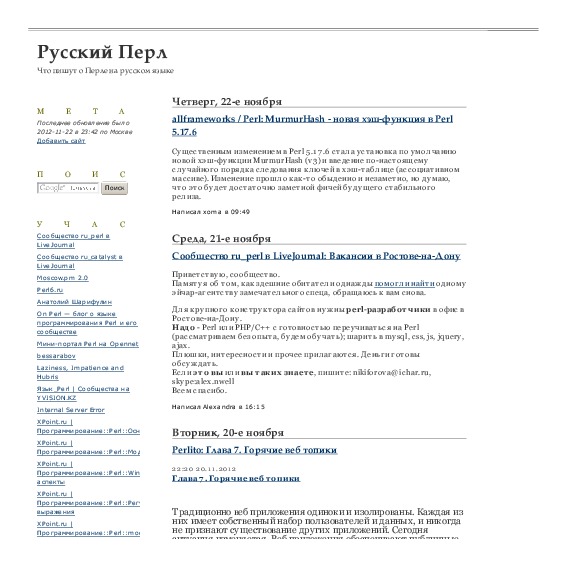 Русский Перл
Что пишут о Перле на русском языке
М Е Т А
Последние обновление было
2012-11-22 в 23:42 по Москве
Добавить сайт
П О И С
Google
Поиск
У Ч А С
Сообщество ru_perl в
LiveJournal
Сообщество ru_catalyst в
LiveJournal
Moscow.pm 2.0
Perl6.ru
Анатолий Шарифулин
On Perl — блог о языке
программирования Perl и его
сообществе
Мини-портал Perl на Opennet
bessarabov
Laziness, Impatience and
Hubris
Язык_Perl | Сообщества на
YVISION.KZ
Internal Server Error
XPoint.ru |
Программирование::Perl::Осн
XPoint.ru |
Программирование::Perl::Мод
XPoint.ru |
Программирование::Perl::Win
аспекты
XPoint.ru |
Программирование::Perl::Рег
выражения
XPoint.ru |
Программирование::Perl::mod
Четверг, 22-е ноября
allframeworks / Perl: MurmurHash - новая хэш-функция в Perl
5.17.6
Существенным изменением в Perl 5.17.6 стала установка по умолчанию
новой хэш-функции MurmurHash (v3) и введение по-настоящему
случайного порядка следования ключей в хэш-таблице (ассоциативном
массиве). Изменение прошло как-то обыденно и незаметно, но думаю,
что это будет достаточно заметной фичей будущего стабильного
релиза.
Написал xoma в 09:49
Среда, 21-е ноября
Сообщество ru_perl в LiveJournal: Вакансии в Ростове-на-Дону
Приветствую, сообщество.
Памятуя об том, как здешние обитатели однажды помогли найти одному
эйчар-агентству замечательного спеца, обращаюсь к вам снова.
Для крупного конструктора сайтов нужны perl-разработчики в офис в
Ростове-на-Дону.
Надо - Perl или PHP/C++ с готовностью переучиваться на Perl
(рассматриваем без опыта, будем обучать); шарить в mysql, css, js, jquery,
ajax.
Плюшки, интересности и прочее прилагаются. Деньги готовы
обсуждать.
Если это вы или вы таких знаете, пишите: nikiforova@ichar.ru,
skype:alex.nwell
Всем спасибо.
Написал Alexandra в 16:15
Вторник, 20-е ноября
Perlito: Глава 7. Горячие веб топики
22:20 20.11.2012
Глава 7. Горячие веб топики
Традиционно веб приложения одиноки и изолированы. Каждая из
них имеет собственный набор пользователей и данных, и никогда
не признают существование других приложений. Сегодня